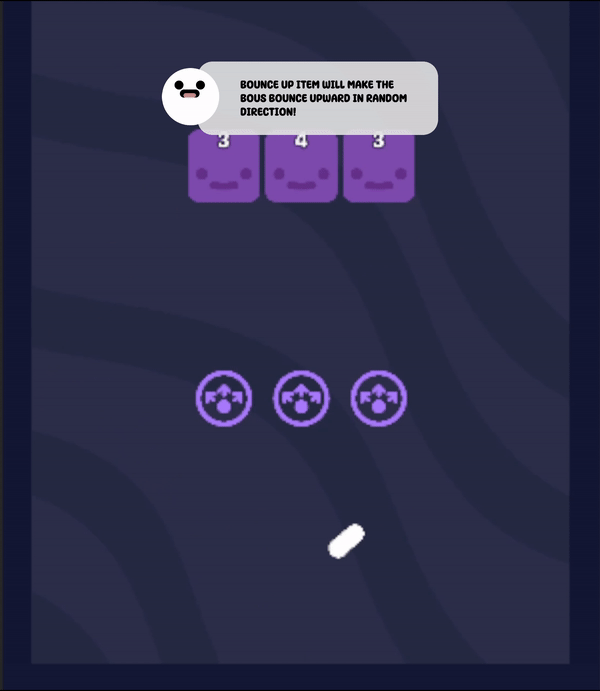 BOUNCE UP ITEM WILL MAKE THE
BOUS BOUNCE UPWARD IN RANDOM
DIRECTION!
3 4 3